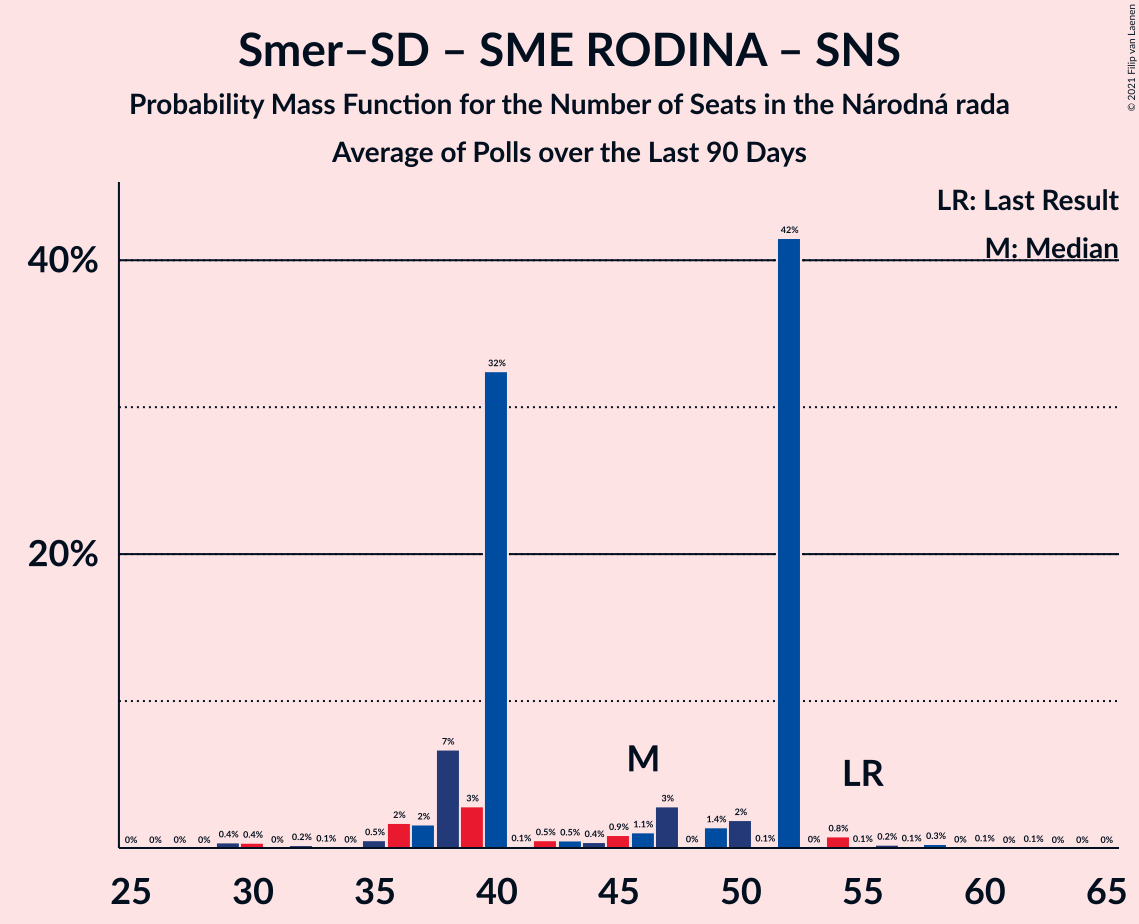 Smer–SD – SME RODINA – SNS
Probability Mass Function for the Number of Seats in the Národná rada
Average of Polls over the Last 90 Days
© 2021 Filip van Laenen
LR: Last Result
M: Median
40%
20%
0% 0% 0% 0% 0.4% 0.4% 0% 0.2% 0.1% 0% 0.5% 2% 2% 7% 3% 32% 0.1% 0.5% 0.5% 0.4% 0.9% 1.1% 3% 0% 1.4% 2% 0.1% 42% 0% 0.8% 0.1% 0.2% 0.1% 0.3% 0% 0.1% 0% 0.1% 0% 0% 0%
M
LR
25 30 35 40 45 50 55 60 65